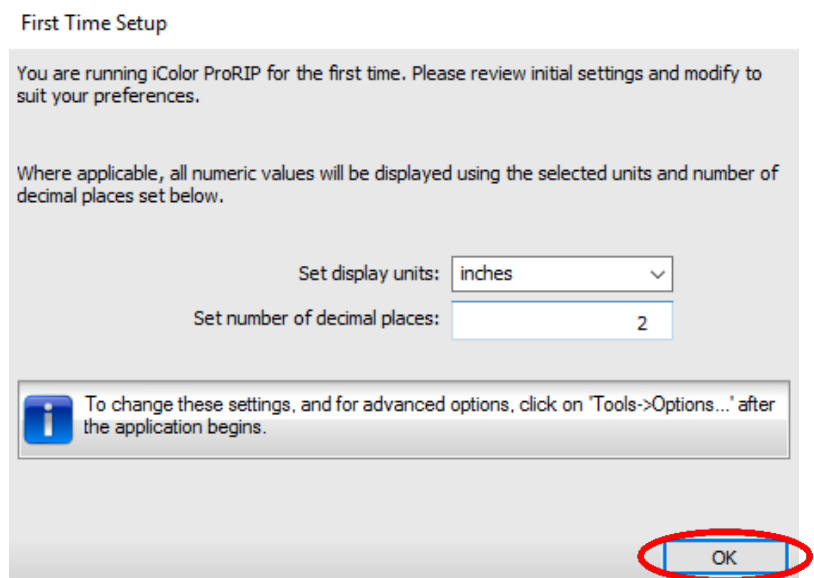 First Time Setup
You are running iColor ProRIP for the first time. Please review initial settings and modify to
suit your preferences.
Where applicable, all numeric values will be displayed using the selected units and number of
decimal places set below.
Set display units: inches
Set number of decimal places: 2
To change these settings, and for advanced options, click on 'Tools->Options...' after
the application begins.
OK